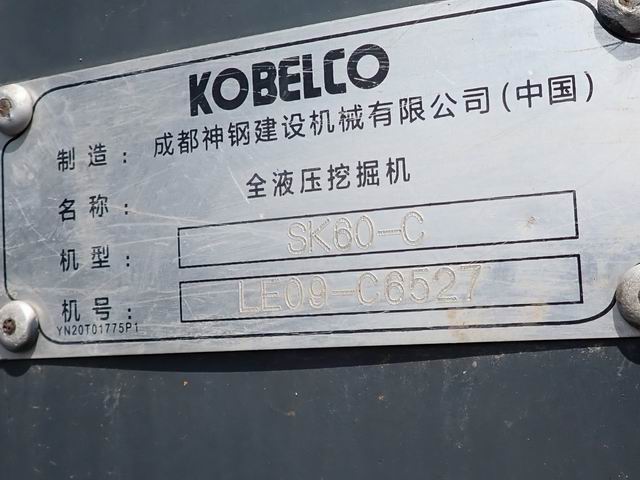 KOBELCO
制造: 成都神钢建设机械有限公司(中国)
名称: 全液压挖掘机
机型: SK60-C
机号: LE09-C6527
YN20T01775P1